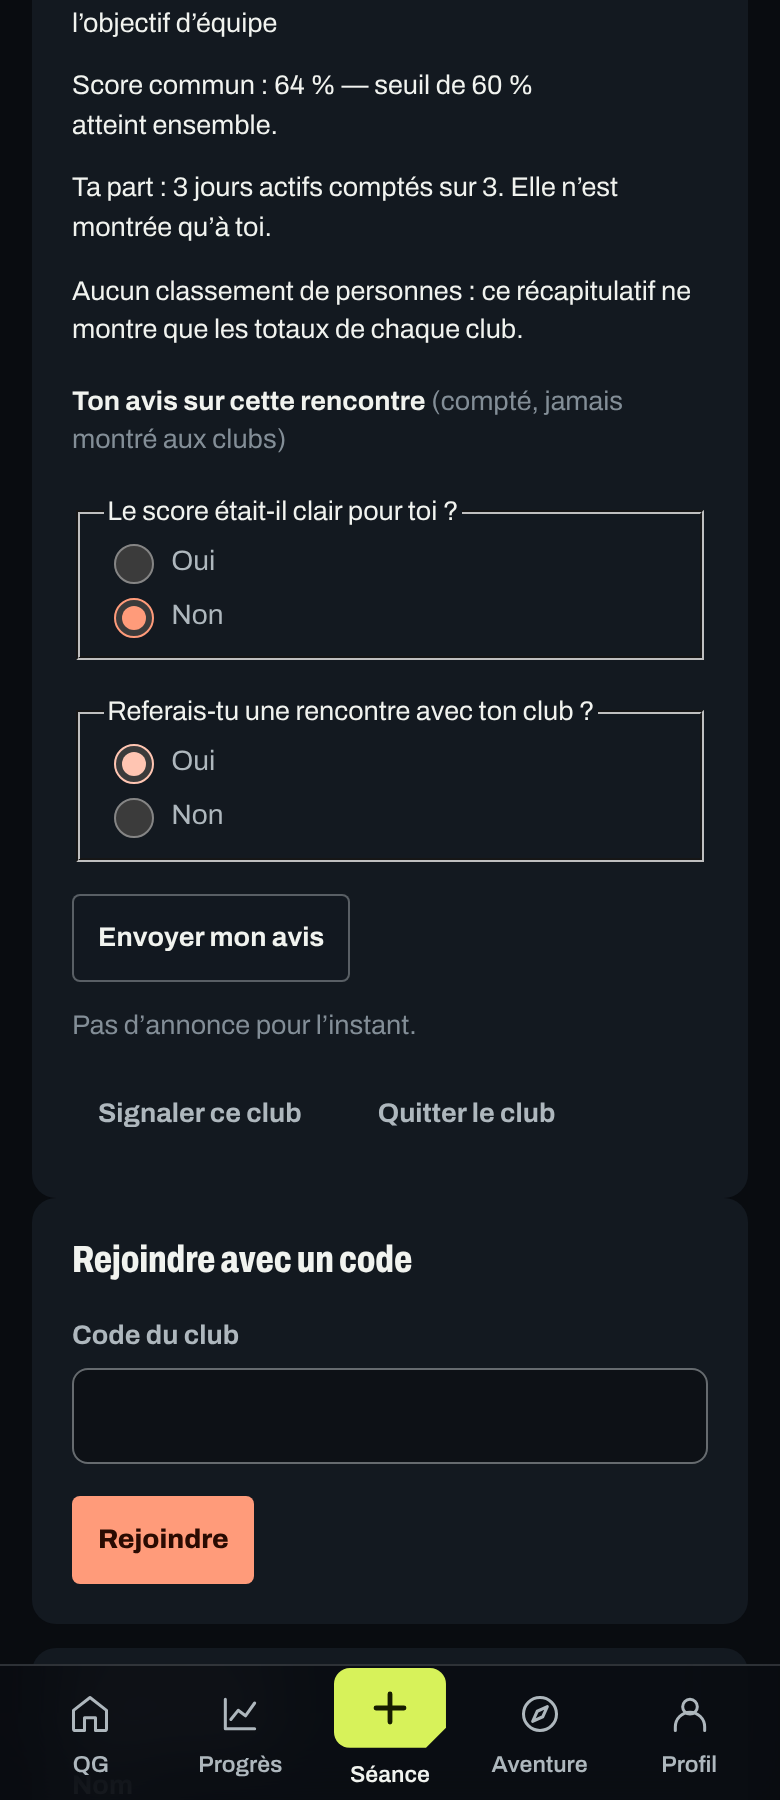 l’objectif d’équipe
Score commun : 64 % — seuil de 60 %
atteint ensemble.
Ta part : 3 jours actifs comptés sur 3. Elle n’est
montrée qu’à toi.
Aucun classement de personnes : ce récapitulatif ne
montre que les totaux de chaque club.
Ton avis sur cette rencontre (compté, jamais
montré aux clubs)
Le score était-il clair pour toi ?
Oui
Non
Referais-tu une rencontre avec ton club ?
Oui
Non
Envoyer mon avis
Pas d’annonce pour l’instant.
Signaler ce club Quitter le club
Rejoindre avec un code
Code du club
Rejoindre
QG Progrès Séance Aventure Profil
Nom